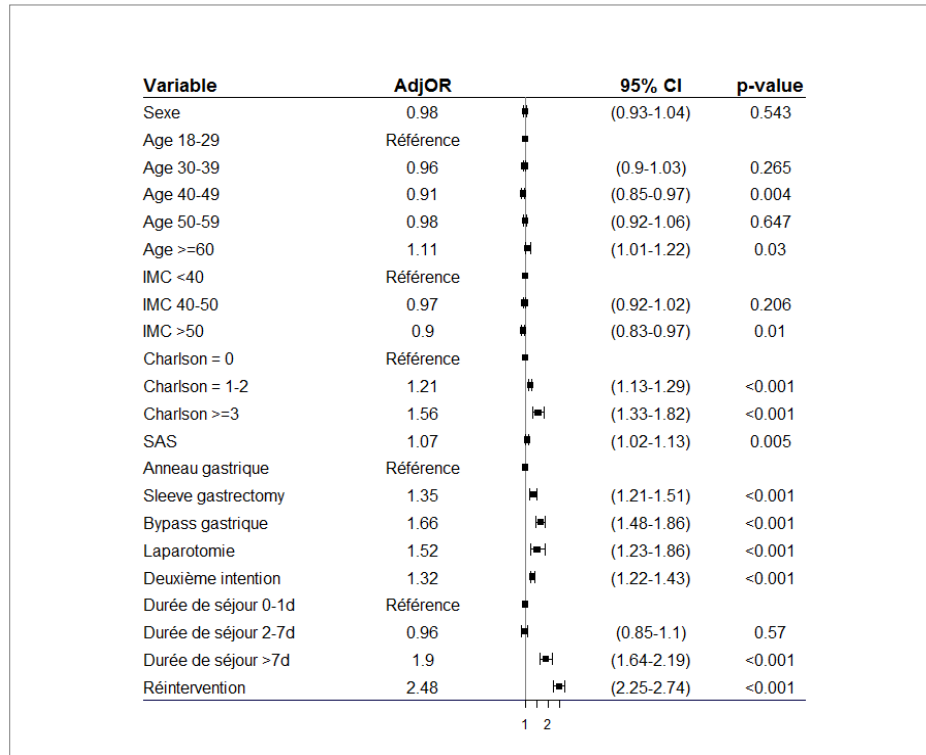 Variable AdjOR 95% CI p-value
Sexe 0.98 (0.93-1.04) 0.543
Age 18-29 Référence
Age 30-39 0.96 (0.9-1.03) 0.265
Age 40-49 0.91 (0.85-0.97) 0.004
Age 50-59 0.98 (0.92-1.06) 0.647
Age >=60 1.11 (1.01-1.22) 0.03
IMC <40 Référence
IMC 40-50 0.97 (0.92-1.02) 0.206
IMC >50 0.9 (0.83-0.97) 0.01
Charlson = 0 Référence
Charlson = 1-2 1.21 (1.13-1.29) <0.001
Charlson >=3 1.56 (1.33-1.82) <0.001
SAS 1.07 (1.02-1.13) 0.005
Anneau gastrique Référence
Sleeve gastrectomy 1.35 (1.21-1.51) <0.001
Bypass gastrique 1.66 (1.48-1.86) <0.001
Laparotomie 1.52 (1.23-1.86) <0.001
Deuxième intention 1.32 (1.22-1.43) <0.001
Durée de séjour 0-1d Référence
Durée de séjour 2-7d 0.96 (0.85-1.1) 0.57
Durée de séjour >7d 1.9 (1.64-2.19) <0.001
Réintervention 2.48 (2.25-2.74) <0.001
1 2